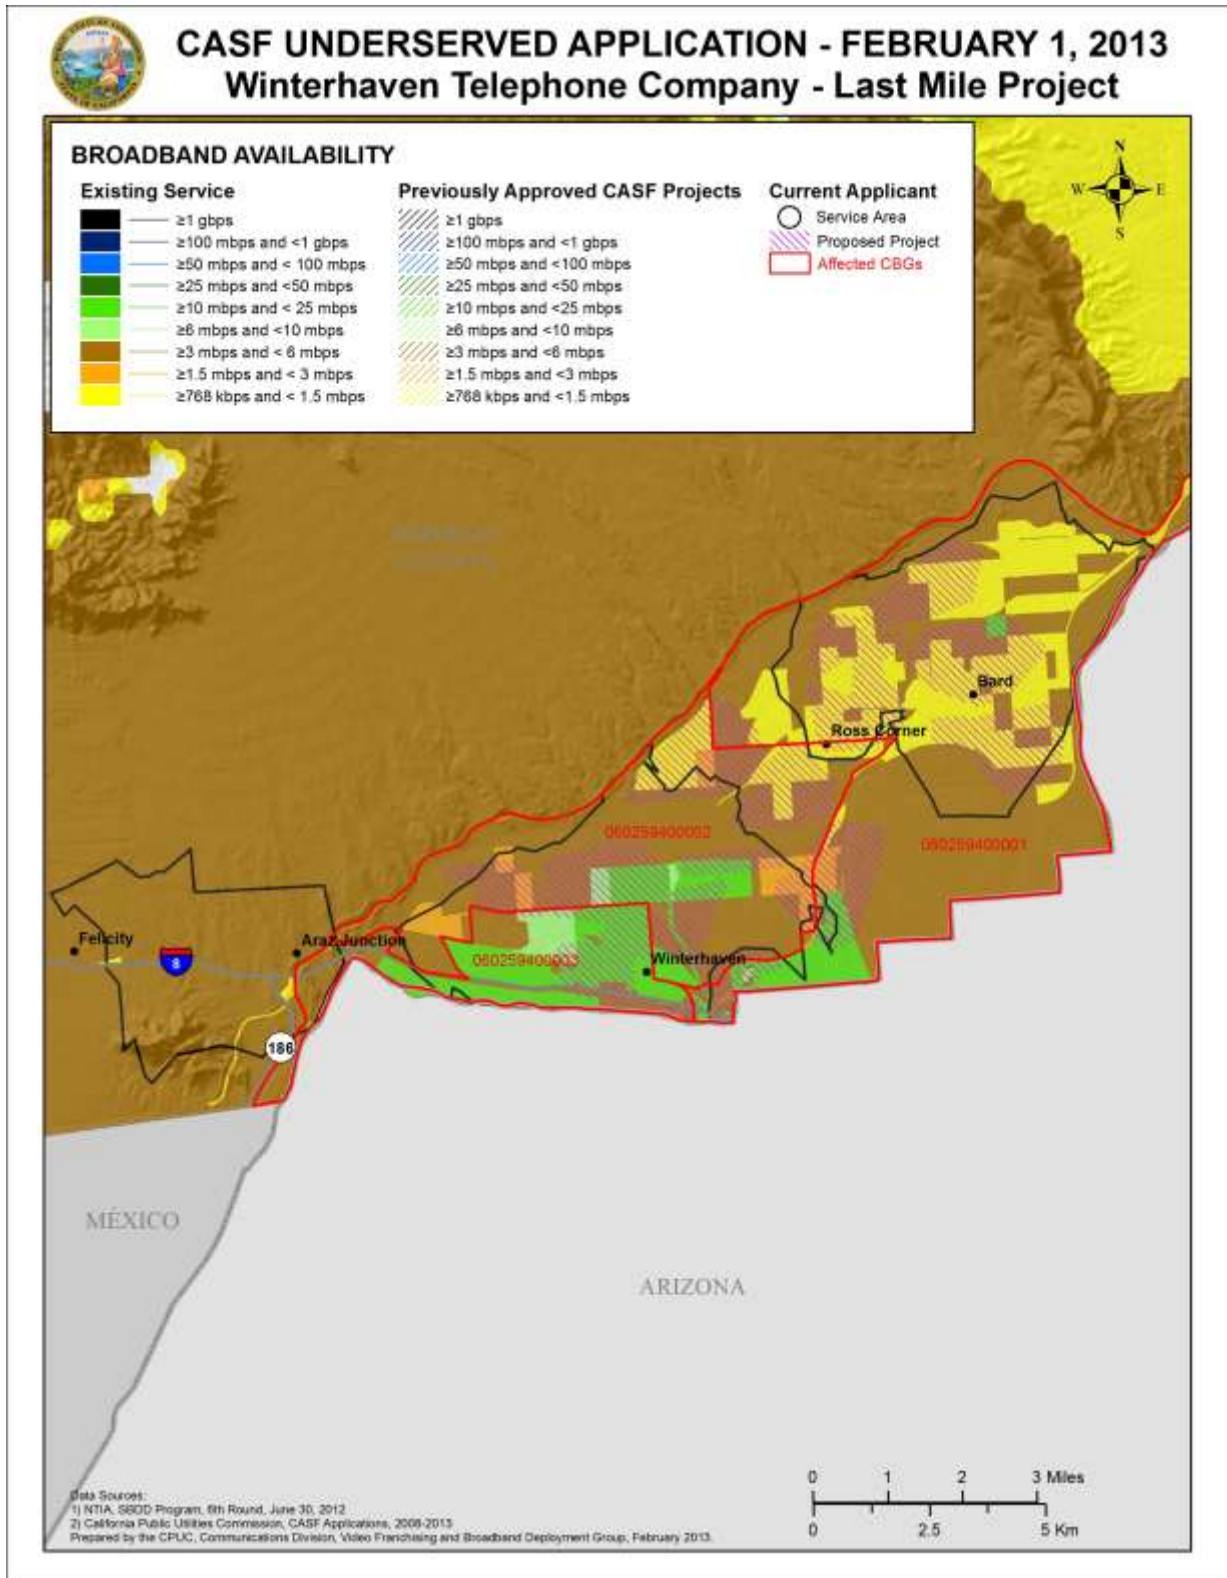 CASF UNDERSERVED APPLICATION - FEBRUARY 1, 2013
Winterhaven Telephone Company - Last Mile Project
BROADBAND AVAILABILITY
Existing Service
≥1 gbps
≥100 mbps and <1 gbps
≥50 mbps and < 100 mbps
≥25 mbps and <50 mbps
≥10 mbps and < 25 mbps
≥6 mbps and <10 mbps
≥3 mbps and < 6 mbps
≥1.5 mbps and < 3 mbps
≥768 kbps and < 1.5 mbps
Previously Approved CASF Projects
≥1 gbps
≥100 mbps and <1 gbps
≥50 mbps and <100 mbps
≥25 mbps and <50 mbps
≥10 mbps and <25 mbps
≥6 mbps and <10 mbps
≥3 mbps and <6 mbps
≥1.5 mbps and <3 mbps
≥768 kbps and <1.5 mbps
Current Applicant
Service Area
Proposed Project
Affected CBGs
N
W E
S
Bard
Ross Corner
060259400002
060259400001
Felicity
8
Araz Junction
060259400003
Winterhaven
186
MÉXICO
ARIZONA
0 1 2 3 Miles
0 2.5 5 Km
Data Sources:
1) NTIA, SBDD Program, 6th Round, June 30, 2012
2) California Public Utilities Commission, CASF Applications, 2008-2013
Prepared by the CPUC, Communications Division, Video Franchising and Broadband Deployment Group, February 2013.